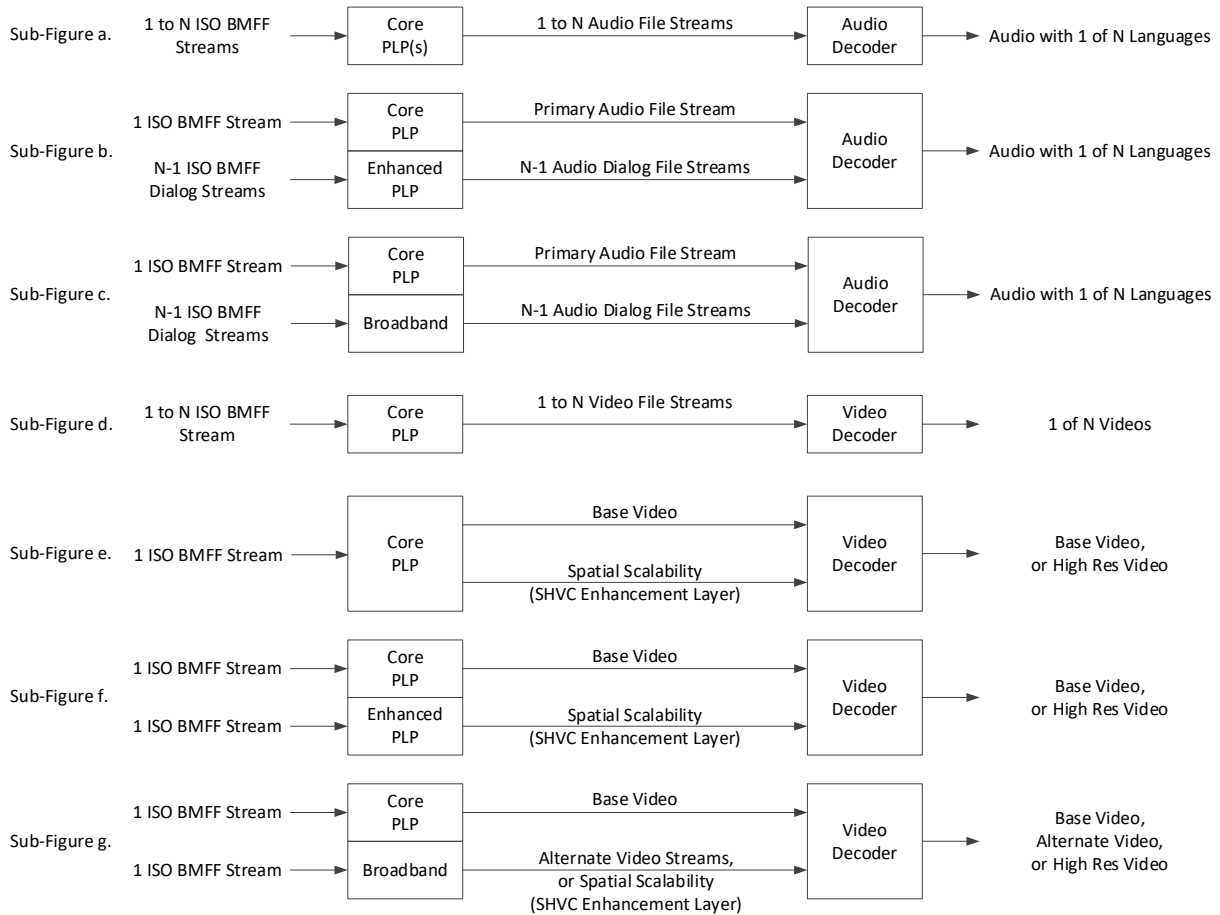 Sub-Figure a.
1 to N ISO BMFF
Streams
Core
PLP(s)
1 to N Audio File Streams
Audio
Decoder
Audio with 1 of N Languages
Sub-Figure b.
1 ISO BMFF Stream
N-1 ISO BMFF
Dialog Streams
Core
PLP
Enhanced
PLP
Primary Audio File Stream
N-1 Audio Dialog File Streams
Audio
Decoder
Audio with 1 of N Languages
Sub-Figure c.
1 ISO BMFF Stream
N-1 ISO BMFF
Dialog Streams
Core
PLP
Broadband
Primary Audio File Stream
N-1 Audio Dialog File Streams
Audio
Decoder
Audio with 1 of N Languages
Sub-Figure d.
1 to N ISO BMFF
Stream
Core
PLP
1 to N Video File Streams
Video
Decoder
1 of N Videos
Sub-Figure e.
1 ISO BMFF Stream
Core
PLP
Base Video
Spatial Scalability
(SHVC Enhancement Layer)
Video
Decoder
Base Video,
or High Res Video
Sub-Figure f.
1 ISO BMFF Stream
1 ISO BMFF Stream
Core
PLP
Enhanced
PLP
Base Video
Spatial Scalability
(SHVC Enhancement Layer)
Video
Decoder
Base Video,
or High Res Video
Sub-Figure g.
1 ISO BMFF Stream
1 ISO BMFF Stream
Core
PLP
Broadband
Base Video
Alternate Video Streams,
or Spatial Scalability
(SHVC Enhancement Layer)
Video
Decoder
Base Video,
Alternate Video,
or High Res Video